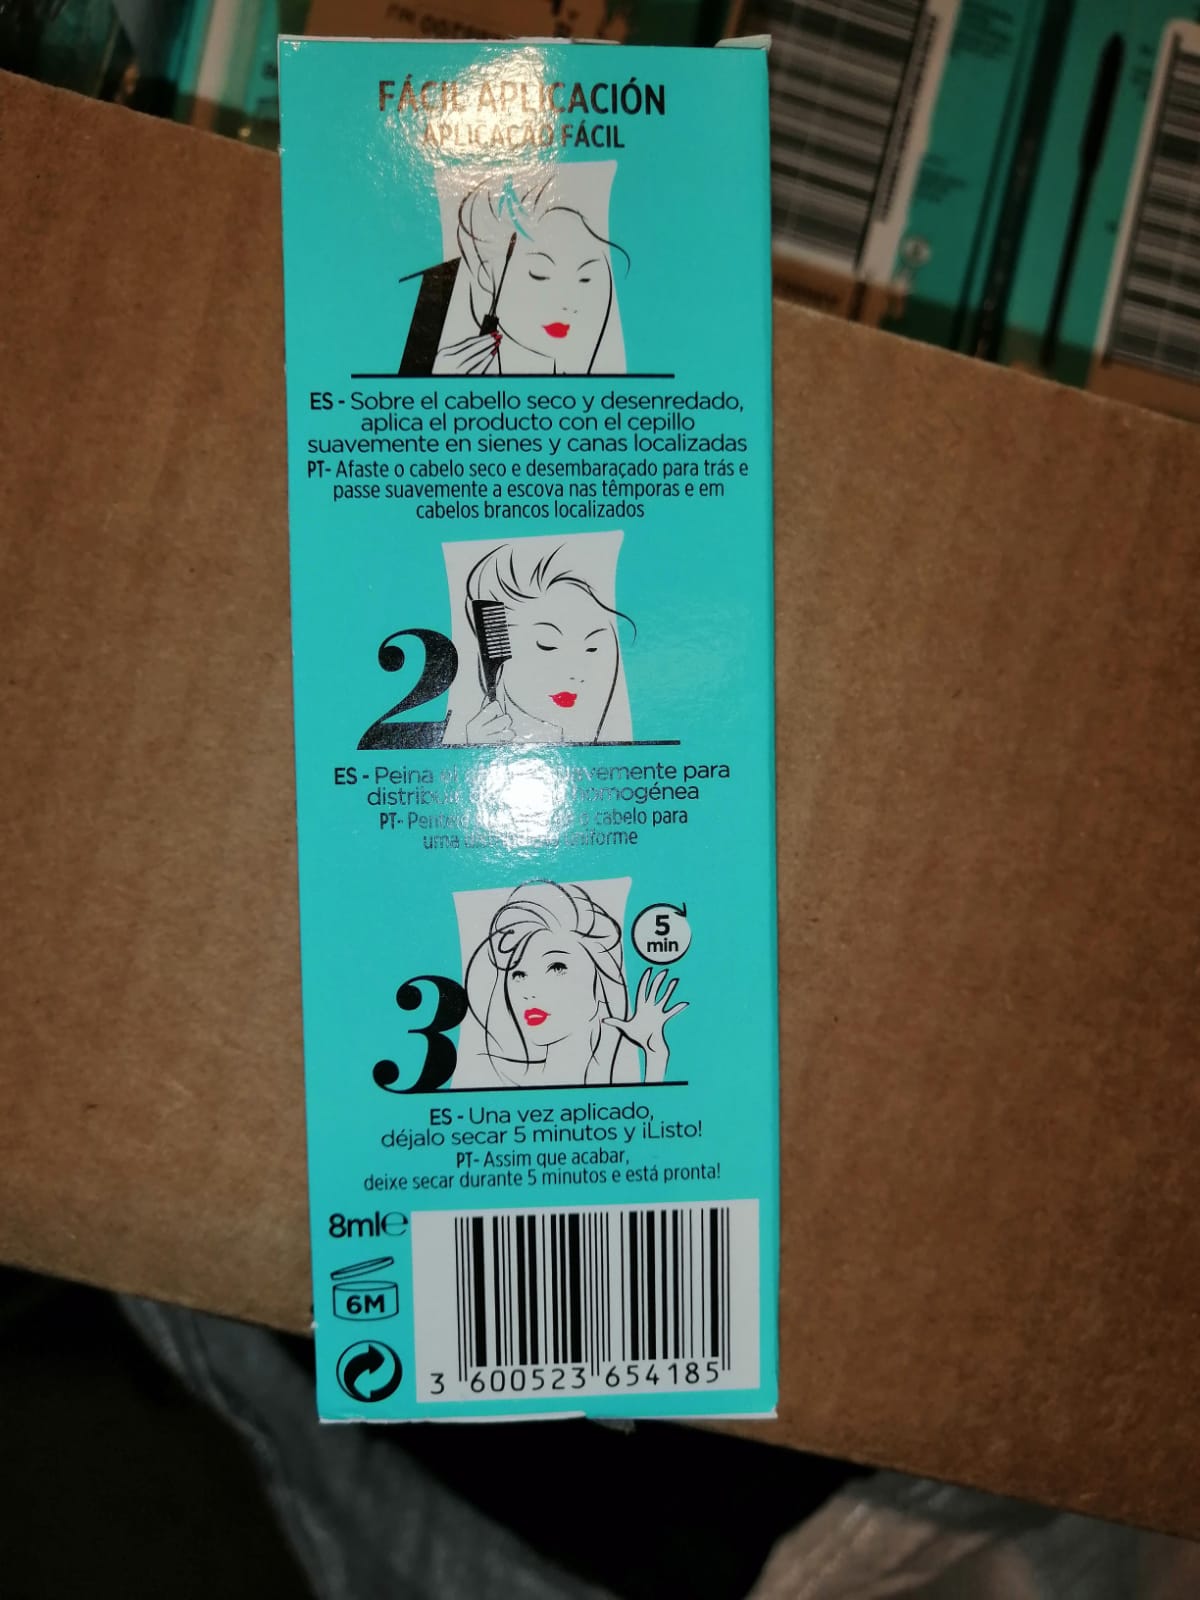 FÁCIL APLICACIÓN
APLICAÇÃO FÁCIL
1
ES - Sobre el cabello seco y desenredado,
aplica el producto con el cepillo
suavemente en sienes y canas localizadas
PT- Afaste o cabelo seco e desembaraçado para trás e
passe suavemente a escova nas têmporas e em
cabelos brancos localizados
2
ES - Peina suavemente para
homogénea
PT- cabelo para
uma uniforme
3
5
min
ES - Una vez aplicado,
déjalo secar 5 minutos y ¡Listo!
PT- Assim que acabar,
deixe secar durante 5 minutos e está pronta!
8ml e
6M
3 600523 654185